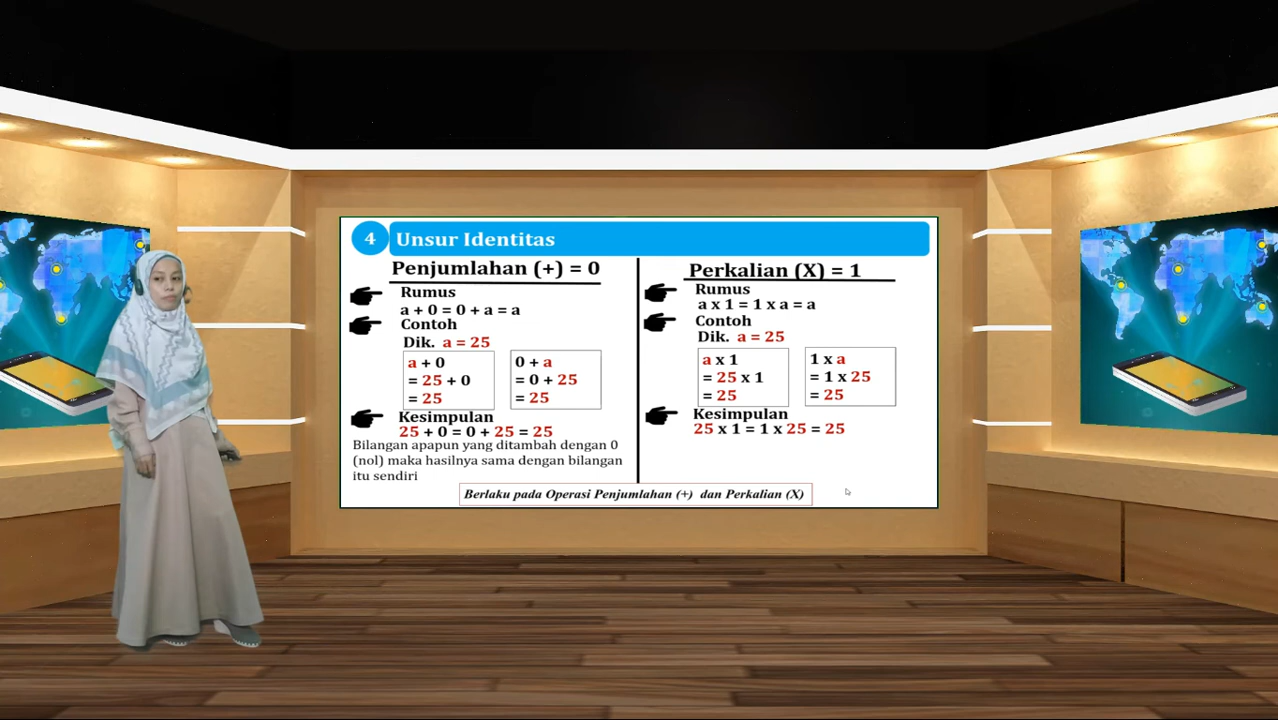 4 Unsur Identitas
Penjumlahan (+) = 0
Rumus
a + 0 = 0 + a = a
Contoh
Dik. a = 25
a + 0
= 25 + 0
= 25
0 + a
= 0 + 25
= 25
Kesimpulan
25 + 0 = 0 + 25 = 25
Bilangan apapun yang ditambah dengan 0
(nol) maka hasilnya sama dengan bilangan
itu sendiri
Perkalian (X) = 1
Rumus
a x 1 = 1 x a = a
Contoh
Dik. a = 25
a x 1
= 25 x 1
= 25
1 x a
= 1 x 25
= 25
Kesimpulan
25 x 1 = 1 x 25 = 25
Berlaku pada Operasi Penjumlahan (+) dan Perkalian (X)